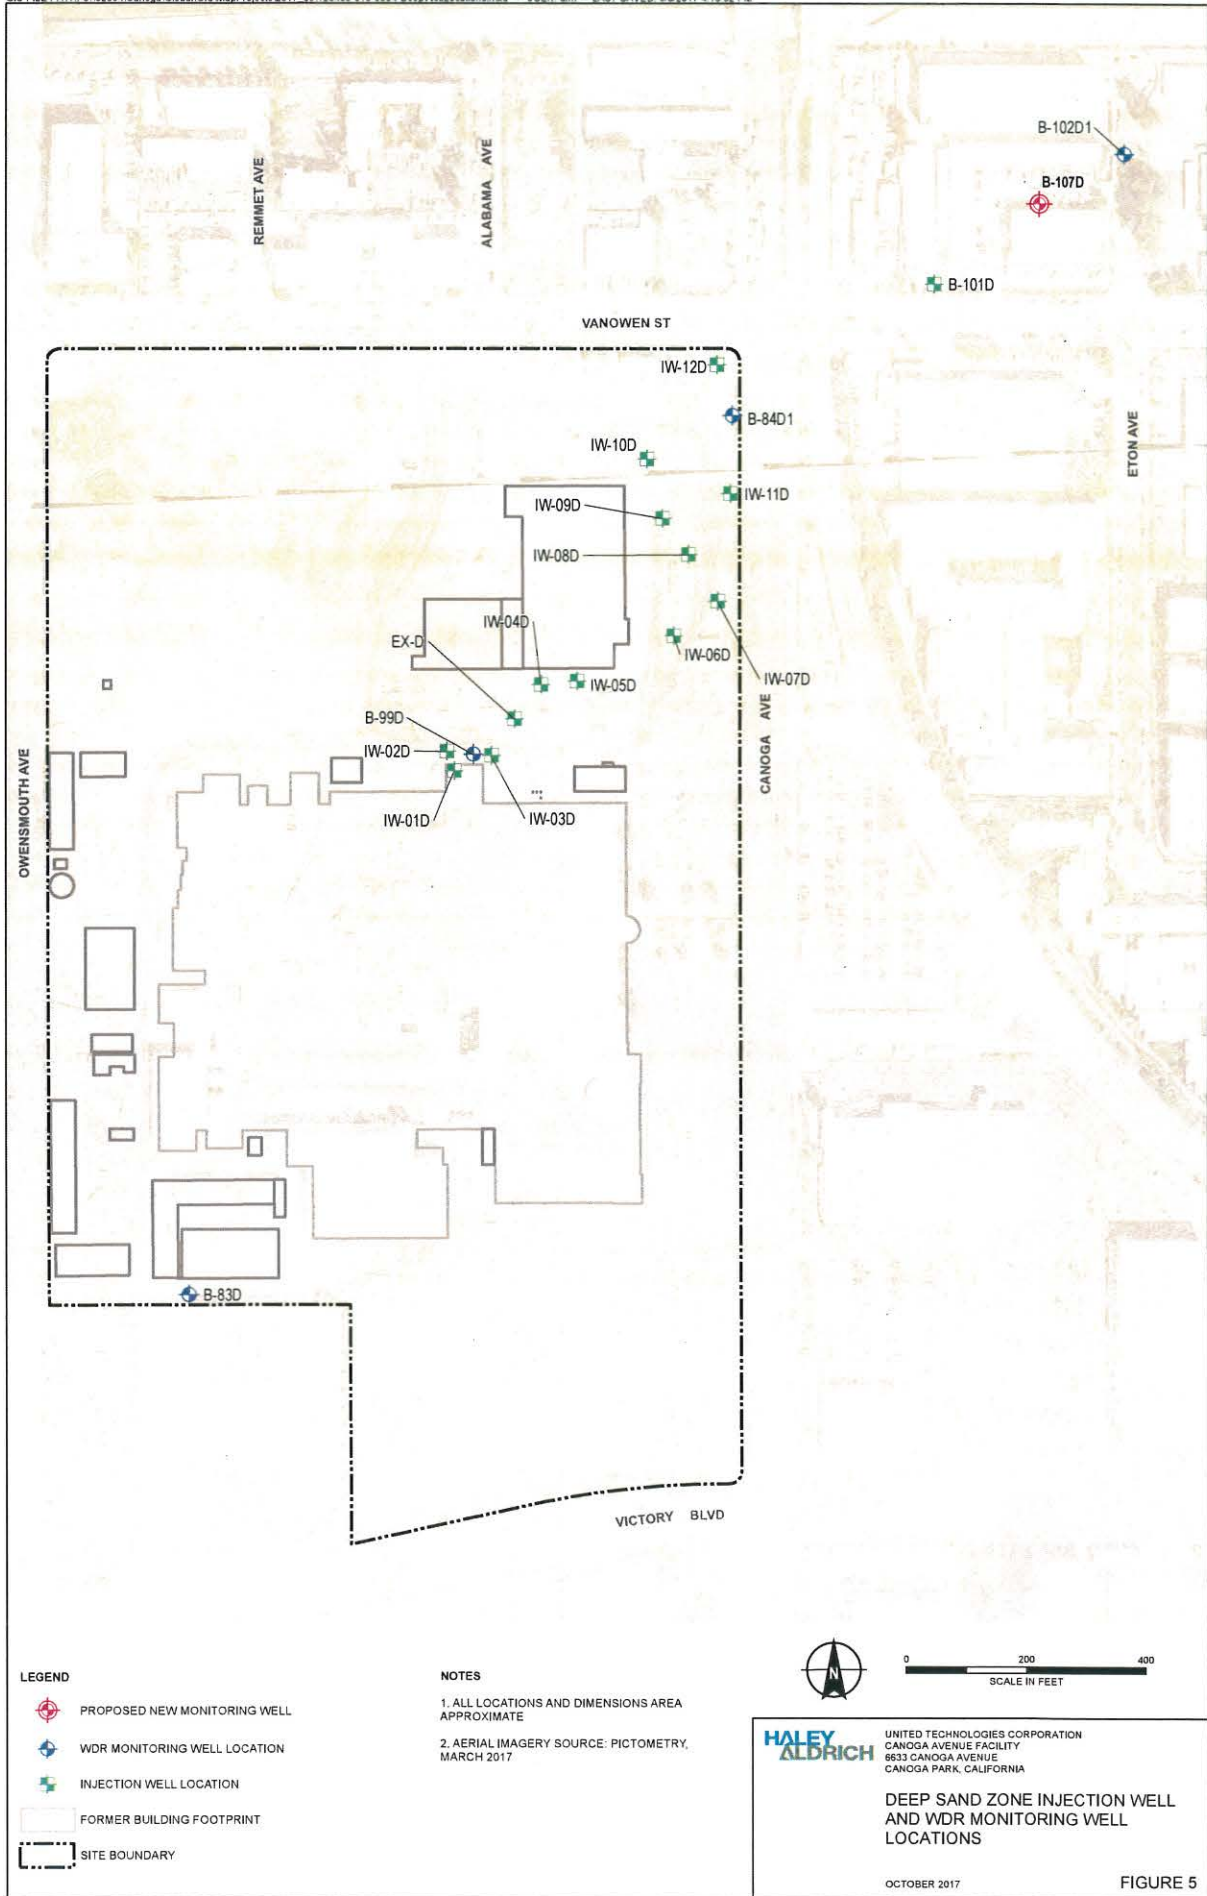 B-102D1
B-107D
REMMET AVE
ALABAMA AVE
B-101D
VANOWEN ST
IW-12D
B-84D1
IW-10D
ETON AVE
IW-11D
IW-09D
IW-08D
IW-04D
EX-D
IW-06D
IW-07D
IW-05D
B-99D
IW-02D
CANOGA AVE
OWENSMOUTH AVE
IW-01D
IW-03D
B-83D
VICTORY BLVD
LEGEND
PROPOSED NEW MONITORING WELL
WDR MONITORING WELL LOCATION
INJECTION WELL LOCATION
FORMER BUILDING FOOTPRINT
SITE BOUNDARY
NOTES
1. ALL LOCATIONS AND DIMENSIONS AREA
APPROXIMATE
2. AERIAL IMAGERY SOURCE: PICTOMETRY,
MARCH 2017
N
0 200 400
SCALE IN FEET
HALEY
ALDRICH
UNITED TECHNOLOGIES CORPORATION
CANOGA AVENUE FACILITY
6633 CANOGA AVENUE
CANOGA PARK, CALIFORNIA
DEEP SAND ZONE INJECTION WELL
AND WDR MONITORING WELL
LOCATIONS
OCTOBER 2017
FIGURE 5